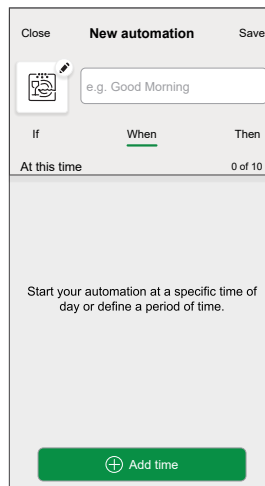 Close New automation Save
e.g. Good Morning
If When Then
At this time 0 of 10
Start your automation at a specific time of
day or define a period of time.
Add time